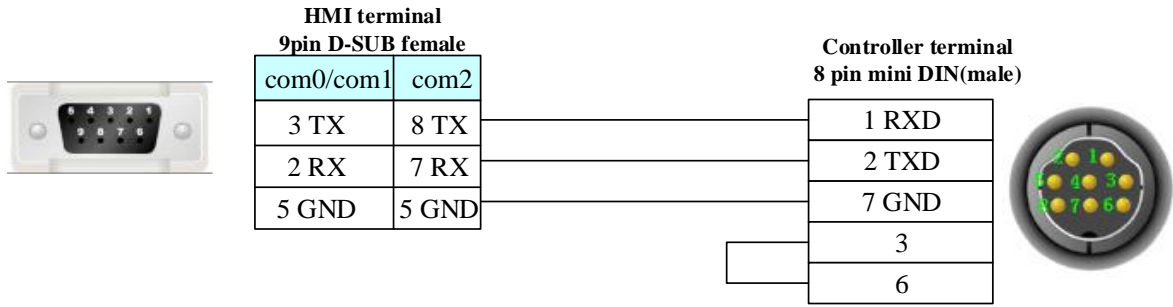 HMI terminal
9pin D-SUB female
com0/com1 com2
3 TX 8 TX
2 RX 7 RX
5 GND 5 GND
Controller terminal
8 pin mini DIN(male)
1 RXD
2 TXD
7 GND
3
6
5 4 3 2 1
9 8 7 6
2 1
5 4 3
8 7 6